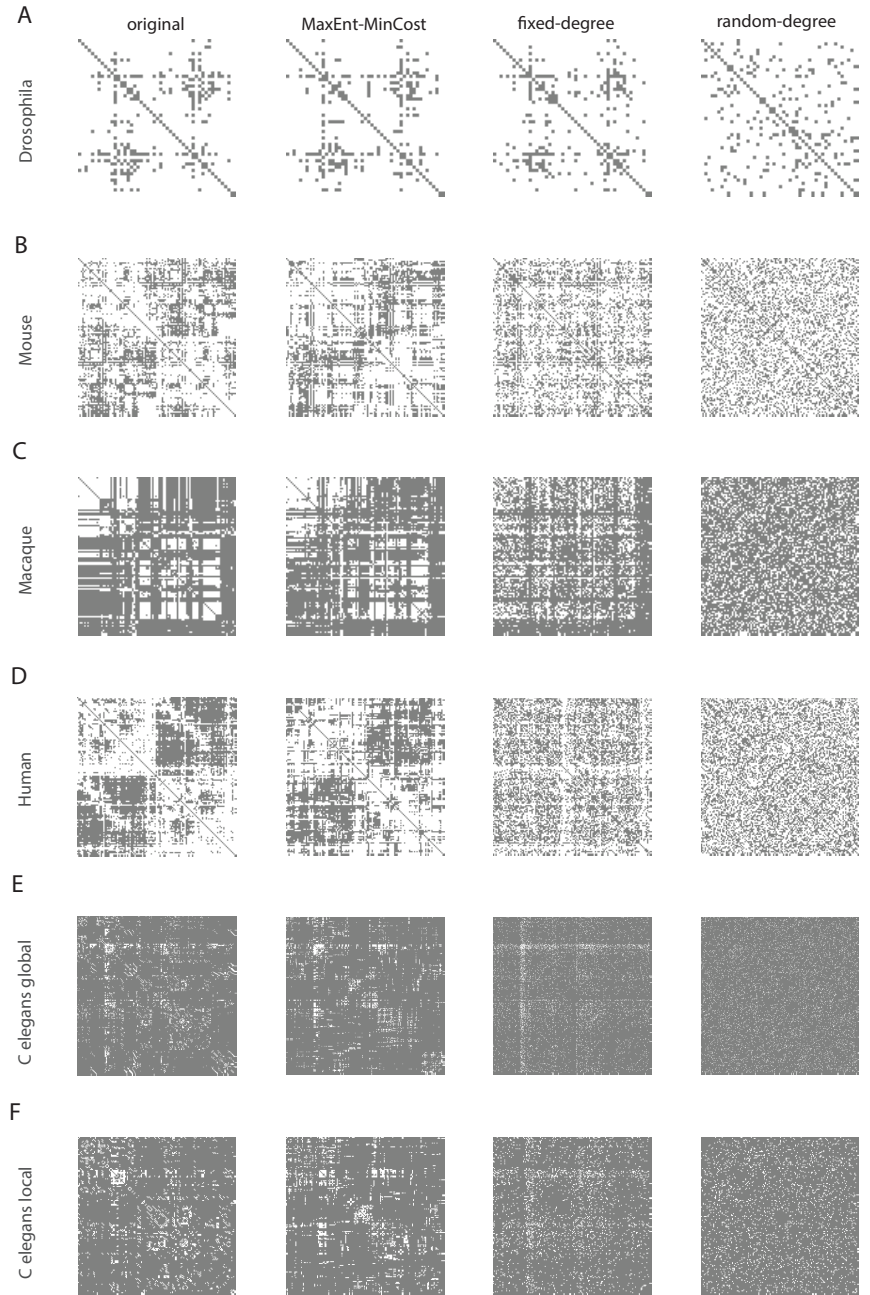 A
original MaxEnt-MinCost fixed-degree random-degree
Drosophila
B
Mouse
C
Macaque
D
Human
E
C elegans global
F
C elegans local